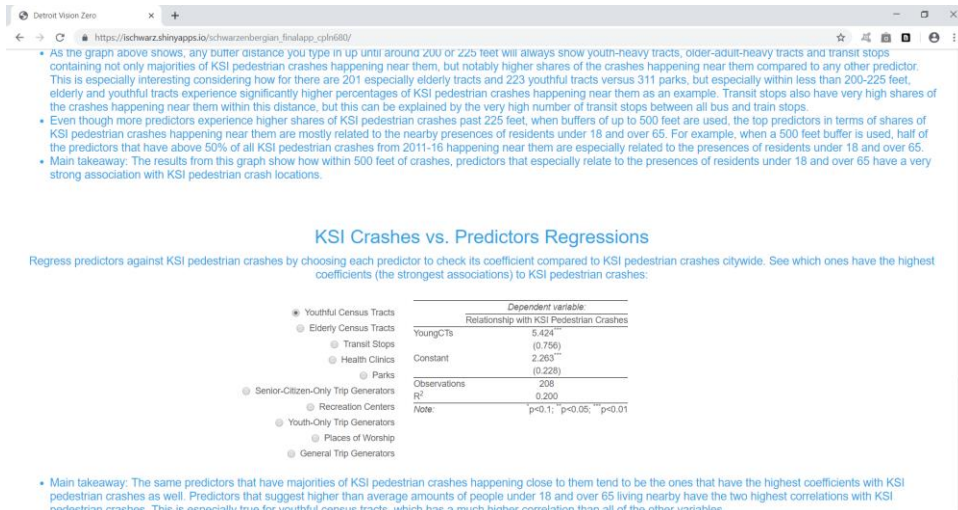 Detroit Vision Zero
https://ischwarz.shinyapps.io/schwarzenbergian_finalapp_cpln680/
• As the graph above shows, any buffer distance you type in up until around 200 or 225 feet will always show youth-heavy tracts, older-adult-heavy tracts and transit stops
containing not only majorities of KSI pedestrian crashes happening near them, but notably higher shares of the crashes happening near them compared to any other predictor.
This is especially interesting considering how for there are 201 especially elderly tracts and 223 youthful tracts versus 311 parks, but especially within less than 200-225 feet,
elderly and youthful tracts experience significantly higher percentages of KSI pedestrian crashes happening near them as an example. Transit stops also have very high shares of
the crashes happening near them within this distance, but this can be explained by the very high number of transit stops between all bus and train stops.
• Even though more predictors experience higher shares of KSI pedestrian crashes past 225 feet, when buffers of up to 500 feet are used, the top predictors in terms of shares of
KSI pedestrian crashes happening near them are mostly related to the nearby presences of residents under 18 and over 65. For example, when a 500 feet buffer is used, half of
the predictors that have above 50% of all KSI pedestrian crashes from 2011-16 happening near them are especially related to the presences of residents under 18 and over 65.
• Main takeaway: The results from this graph show how within 500 feet of crashes, predictors that especially relate to the presences of residents under 18 and over 65 have a very
strong association with KSI pedestrian crash locations.
KSI Crashes vs. Predictors Regressions
Regress predictors against KSI pedestrian crashes by choosing each predictor to check its coefficient compared to KSI pedestrian crashes citywide. See which ones have the highest
coefficients (the strongest associations) to KSI pedestrian crashes:
Youthful Census Tracts
Elderly Census Tracts
Transit Stops
Health Clinics
Parks
Senior-Citizen-Only Trip Generators
Recreation Centers
Youth-Only Trip Generators
Places of Worship
General Trip Generators
Dependent variable:
Relationship with KSI Pedestrian Crashes
YoungCTs 5.424***
(0.756)
Constant 2.263***
(0.228)
Observations 208
R² 0.200
Note: *p<0.1; **p<0.05; ***p<0.01
• Main takeaway: The same predictors that have majorities of KSI pedestrian crashes happening close to them tend to be the ones that have the highest coefficients with KSI
pedestrian crashes as well. Predictors that suggest higher than average amounts of people under 18 and over 65 living nearby have the two highest correlations with KSI
pedestrian crashes. This is especially true for youthful census tracts, which has a much higher correlation than all of the other variables.